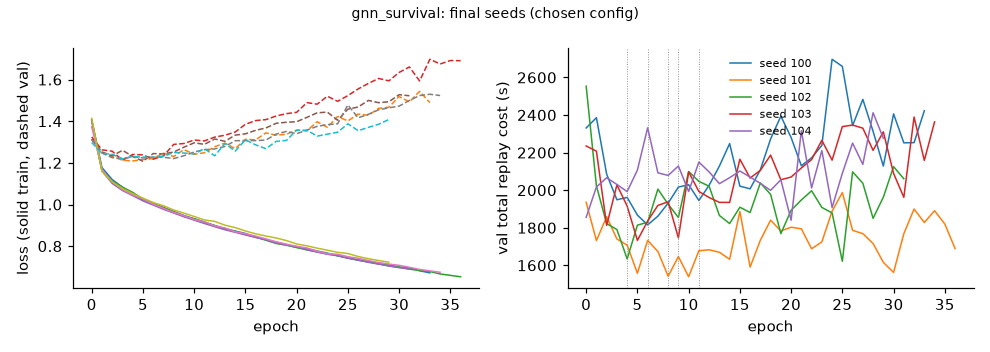 gnn_survival: final seeds (chosen config)
loss (solid train, dashed val)
1.6
1.4
1.2
1.0
0.8
0 5 10 15 20 25 30 35
epoch
val total replay cost (s)
2600
2400
2200
2000
1800
1600
seed 100
seed 101
seed 102
seed 103
seed 104
0 5 10 15 20 25 30 35
epoch